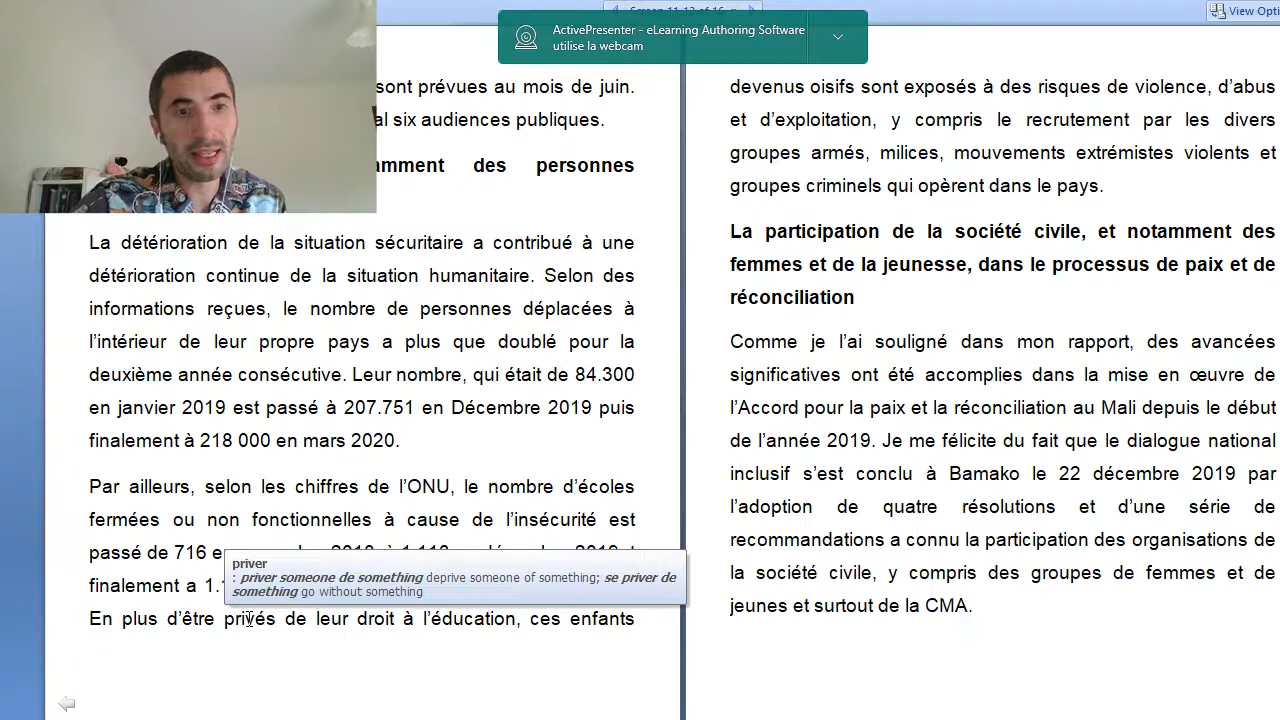 Screen 11-12 of 16
View Opti
ActivePresenter - eLearning Authoring Software
utilise la webcam
sont prévues au mois de juin.
al six audiences publiques.
amment des personnes
La détérioration de la situation sécuritaire a contribué à une
détérioration continue de la situation humanitaire. Selon des
informations reçues, le nombre de personnes déplacées à
l’intérieur de leur propre pays a plus que doublé pour la
deuxième année consécutive. Leur nombre, qui était de 84.300
en janvier 2019 est passé à 207.751 en Décembre 2019 puis
finalement à 218 000 en mars 2020.
Par ailleurs, selon les chiffres de l’ONU, le nombre d’écoles
fermées ou non fonctionnelles à cause de l’insécurité est
passé de 716 e
finalement a 1.
priver
: priver someone de something deprive someone of something; se priver de
something go without something
En plus d’être privés de leur droit à l’éducation, ces enfants
devenus oisifs sont exposés à des risques de violence, d’abus
et d’exploitation, y compris le recrutement par les divers
groupes armés, milices, mouvements extrémistes violents et
groupes criminels qui opèrent dans le pays.
La participation de la société civile, et notamment des
femmes et de la jeunesse, dans le processus de paix et de
réconciliation
Comme je l’ai souligné dans mon rapport, des avancées
significatives ont été accomplies dans la mise en œuvre de
l’Accord pour la paix et la réconciliation au Mali depuis le début
de l’année 2019. Je me félicite du fait que le dialogue national
inclusif s’est conclu à Bamako le 22 décembre 2019 par
l’adoption de quatre résolutions et d’une série de
recommandations a connu la participation des organisations de
la société civile, y compris des groupes de femmes et de
jeunes et surtout de la CMA.